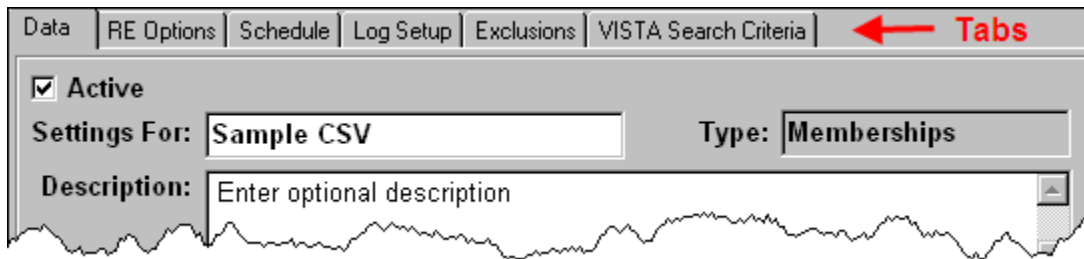 Data RE Options Schedule Log Setup Exclusions VISTA Search Criteria Tabs
Active
Settings For: Sample CSV Type: Memberships
Description: Enter optional description